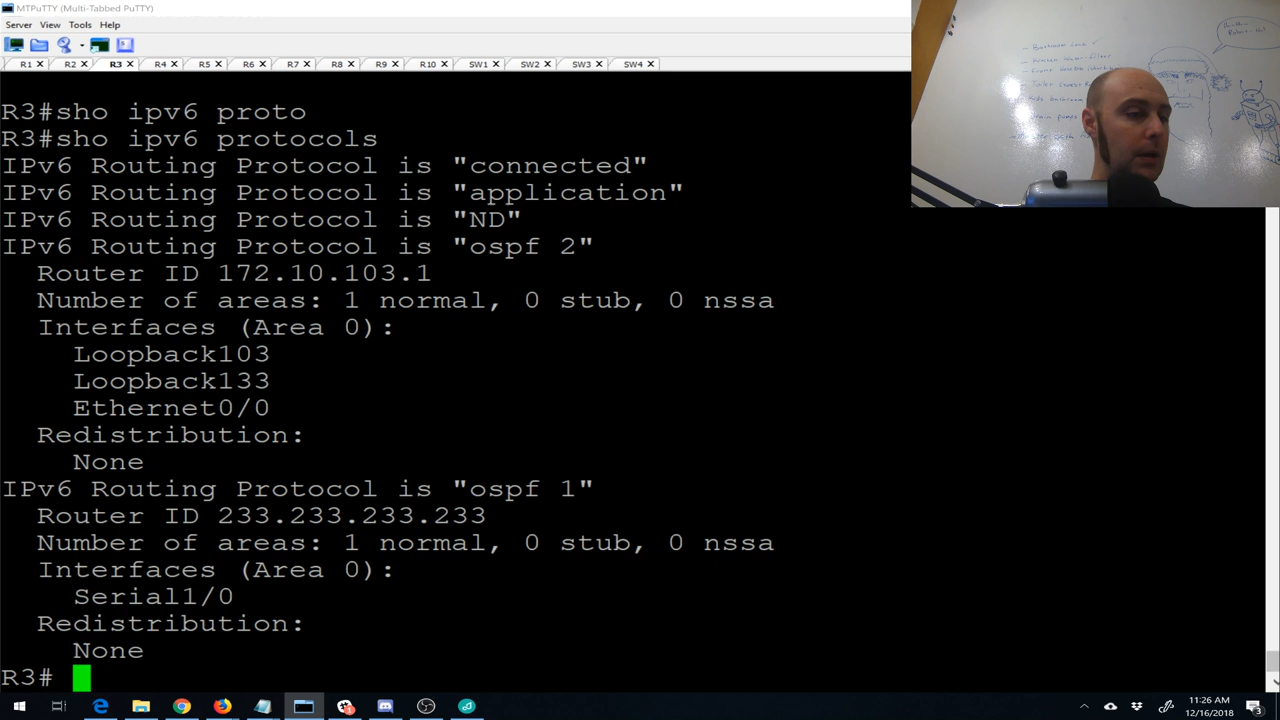 MTPuTTY (Multi-Tabbed PuTTY)
Server View Tools Help
R1 R2 R3 R4 R5 R6 R7 R8 R9 R10 SW1 SW2 SW3 SW4
R3#sho ipv6 proto
R3#sho ipv6 protocols
IPv6 Routing Protocol is "connected"
IPv6 Routing Protocol is "application"
IPv6 Routing Protocol is "ND"
IPv6 Routing Protocol is "ospf 2"
Router ID 172.10.103.1
Number of areas: 1 normal, 0 stub, 0 nssa
Interfaces (Area 0):
Loopback103
Loopback133
Ethernet0/0
Redistribution:
None
IPv6 Routing Protocol is "ospf 1"
Router ID 233.233.233.233
Number of areas: 1 normal, 0 stub, 0 nssa
Interfaces (Area 0):
Serial1/0
Redistribution:
None
R3#
11:26 AM
12/16/2018
3